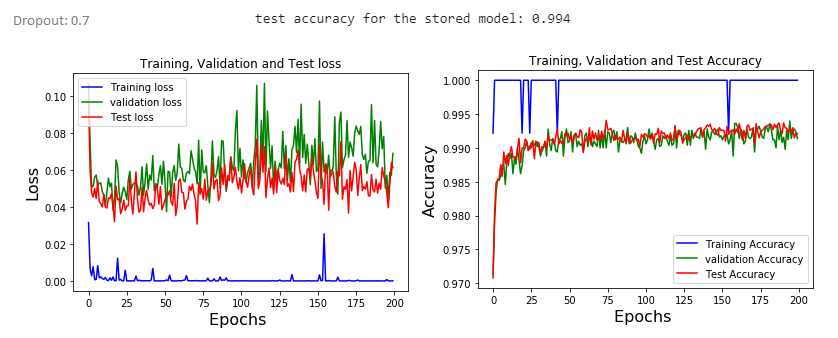 Dropout: 0.7
test accuracy for the stored model: 0.994
Training, Validation and Test loss
Training loss
validation loss
Test loss
Loss
0.10
0.08
0.06
0.04
0.02
0.00
0 25 50 75 100 125 150 175 200
Epochs
Training, Validation and Test Accuracy
Accuracy
1.000
0.995
0.990
0.985
0.980
0.975
0.970
Training Accuracy
validation Accuracy
Test Accuracy
0 25 50 75 100 125 150 175 200
Epochs